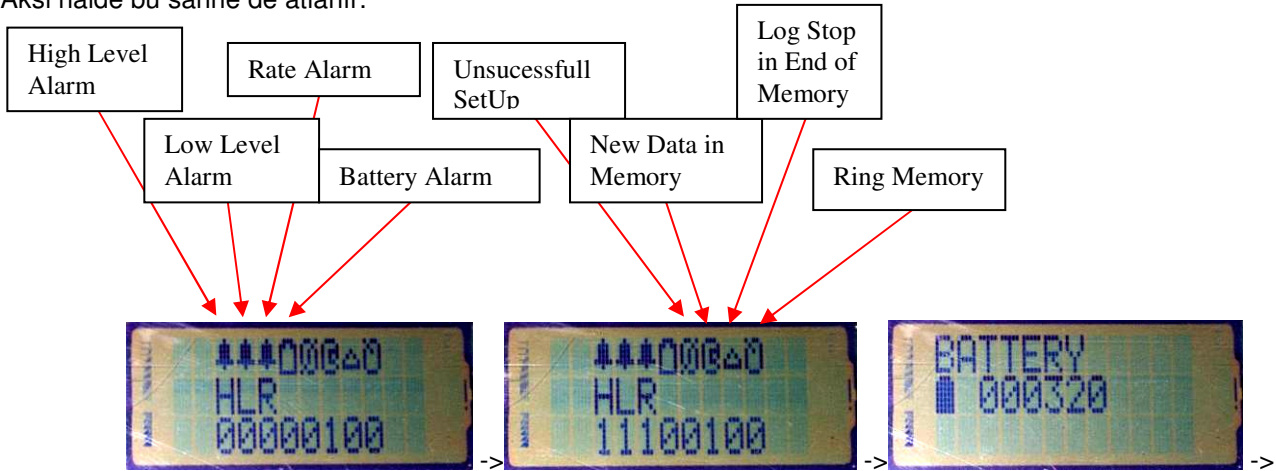 Aksi halde bu sahne de atlanır.
High Level
Alarm
Rate Alarm
Unsucessfull
SetUp
Log Stop
in End of
Memory
Low Level
Alarm
Battery Alarm
New Data in
Memory
Ring Memory
HLR
00000100
->
HLR
11100100
->
BATTERY
000320
->